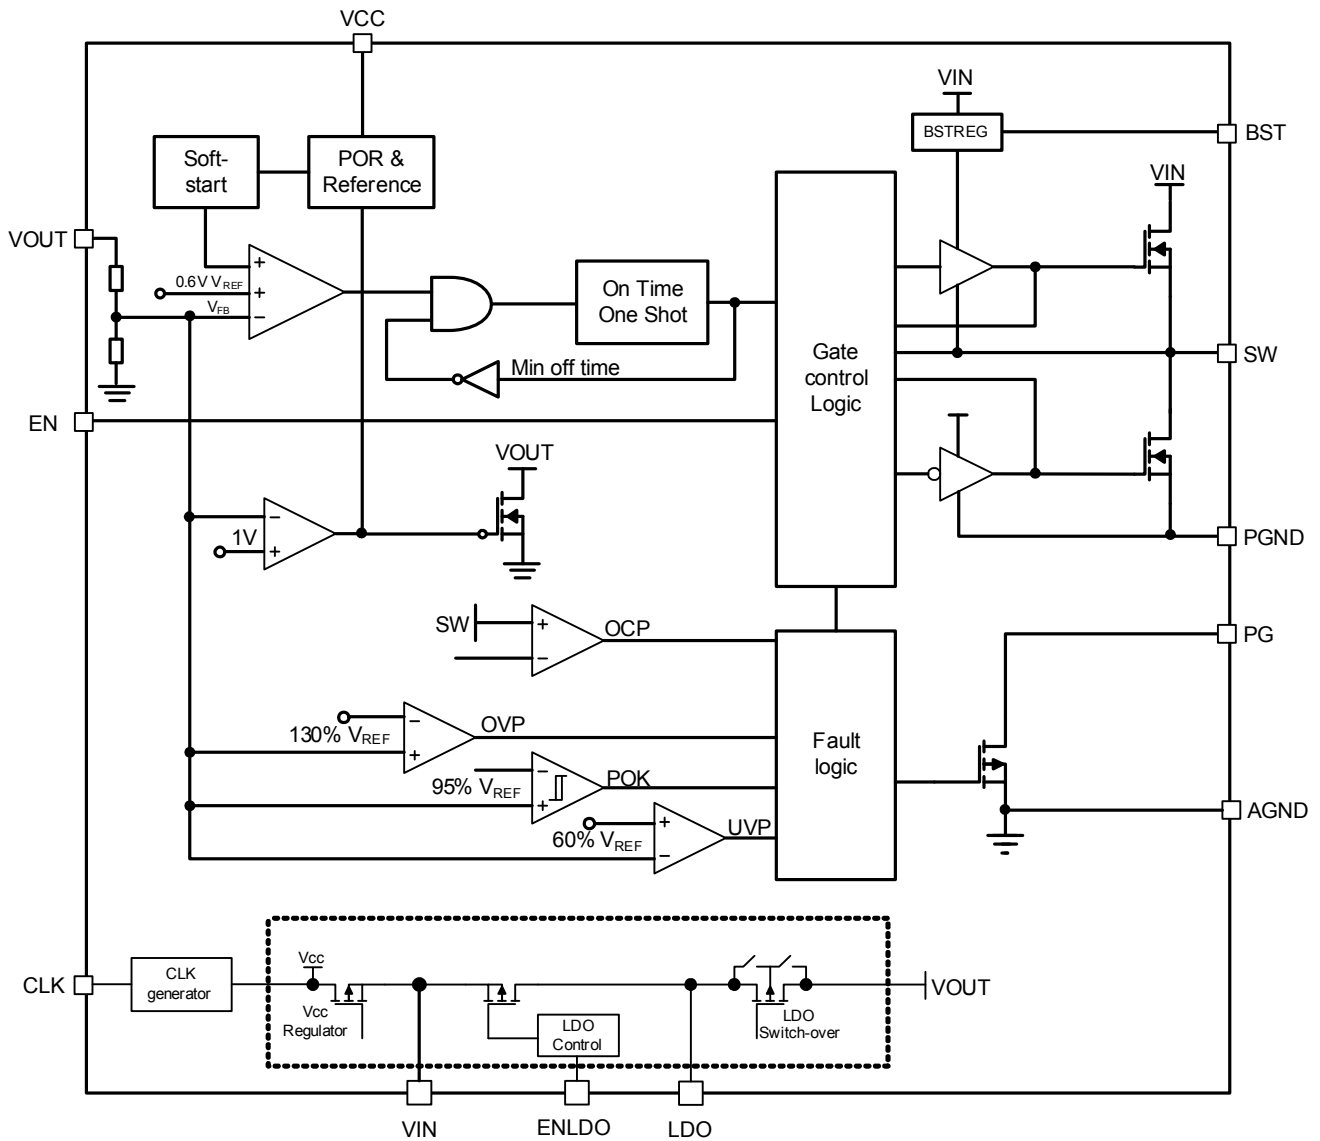 VCC
VIN
BSTREG
BST
Soft-
start
POR &
Reference
VIN
VOUT
0.6V VREF
+
+
VFB
−
On Time
One Shot
Min off time
Gate
control
Logic
SW
EN
VOUT
−
1V
+
PGND
SW
+
−
OCP
PG
130% VREF
−
+
OVP
Fault
logic
95% VREF
−
+
POK
60% VREF
+
−
UVP
AGND
CLK
CLK
generator
Vcc
Vcc
Regulator
LDO
Control
LDO
Switch-over
VOUT
VIN
ENLDO
LDO